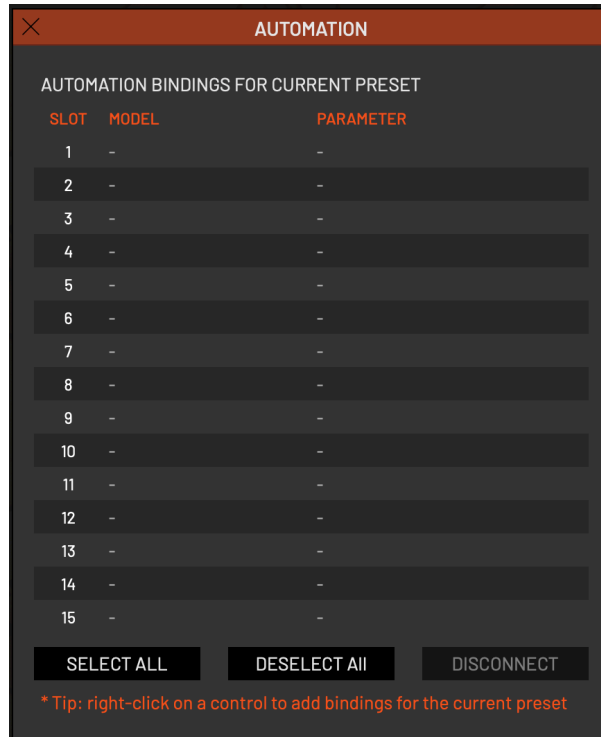 AUTOMATION
AUTOMATION BINDINGS FOR CURRENT PRESET
SLOT MODEL PARAMETER
1 - -
2 - -
3 - -
4 - -
5 - -
6 - -
7 - -
8 - -
9 - -
10 - -
11 - -
12 - -
13 - -
14 - -
15 - -
SELECT ALL DESELECT All DISCONNECT
* Tip: right-click on a control to add bindings for the current preset